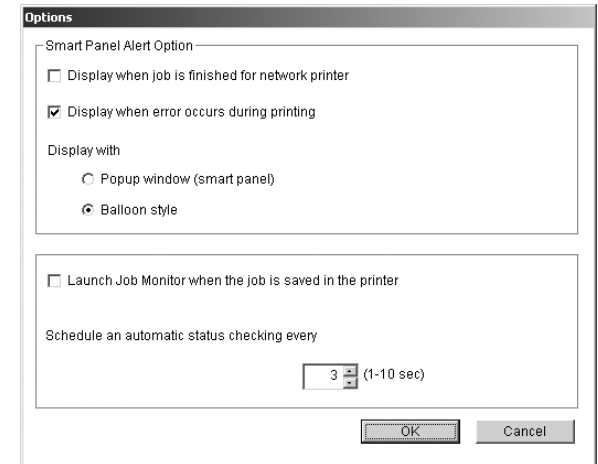 Options
Smart Panel Alert Option
Display when job is finished for network printer
Display when error occurs during printing
Display with
Popup window (smart panel)
Balloon style
Launch Job Monitor when the job is saved in the printer
Schedule an automatic status checking every
3 (1-10 sec)
OK Cancel